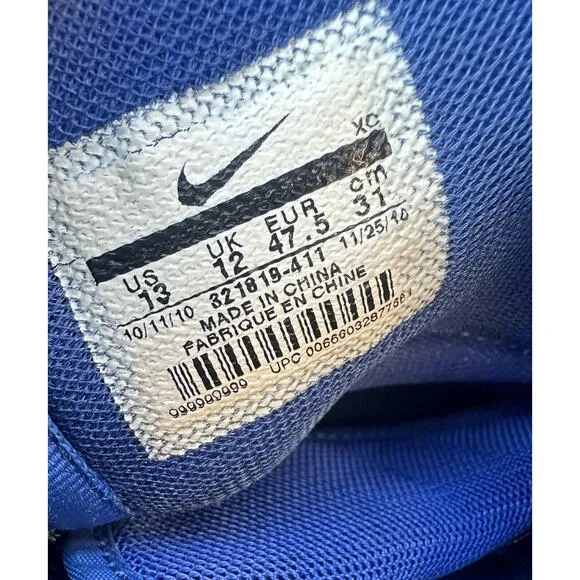 XC
US UK EUR cm
13 12 47.5 31
10/11/10 321819-411 11/25/10
MADE IN CHINA
FABRIQUE EN CHINE
999990999 UPC